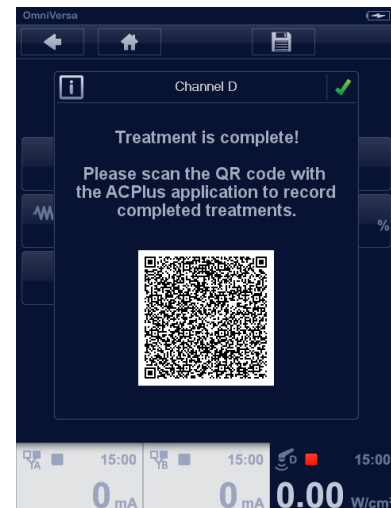 OmniVersa
Channel D
Treatment is complete!
Please scan the QR code with
the ACPlus application to record
completed treatments.
%
A 15:00 B 15:00 D 15:00
0 mA 0 mA 0.00 W/cm²